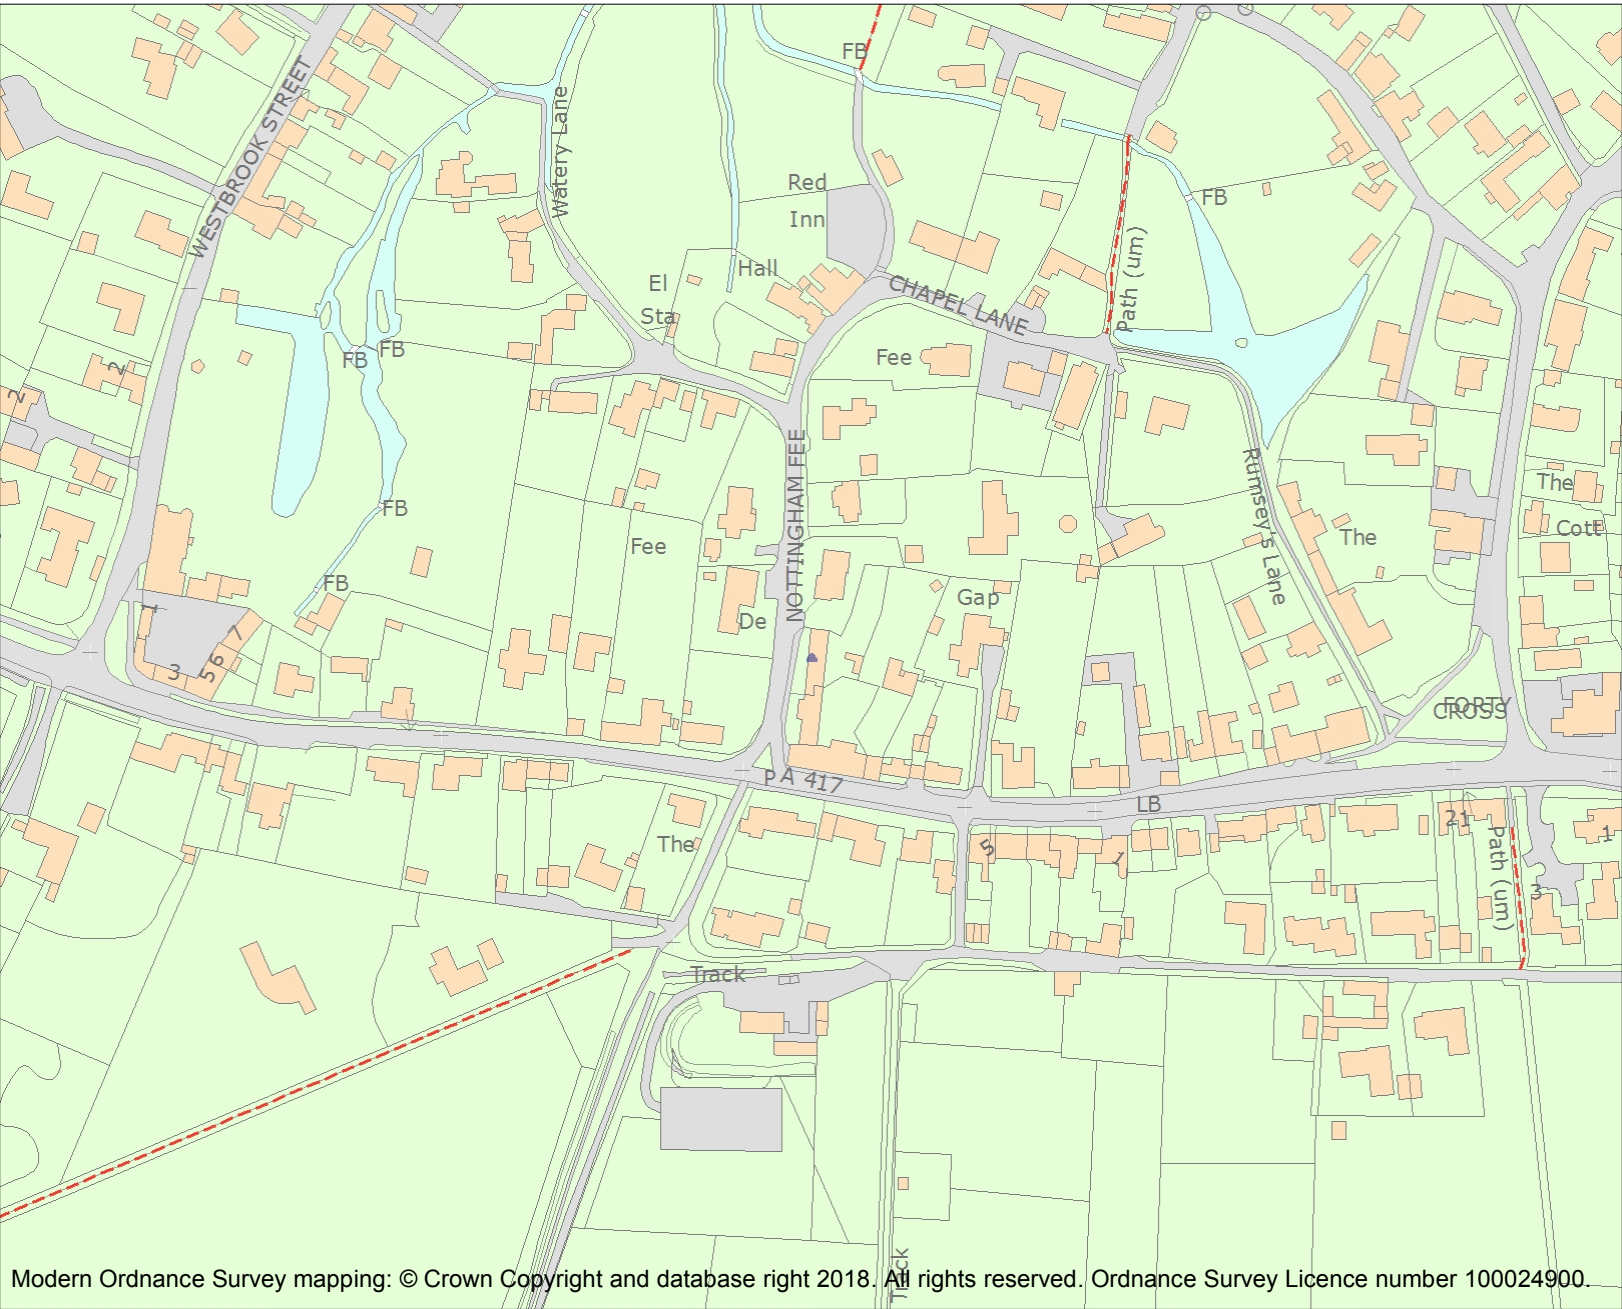 FB
WESTBROOK STREET
Watery Lane
Red
Inn
FB
Hall
El
Sta
CHAPEL LANE
Path (um)
FB
FB
Fee
2
2
NOTTINGHAM FEE
FB
Rumsey's Lane
The
Cott
The
Fee
FB
De
Gap
1
7
6
5
3
FORTY
CROSS
P
A 417
LB
The
5
1
21
Path (um)
1
3
Track
Track
Modern Ordnance Survey mapping: © Crown Copyright and database right 2018. All rights reserved. Ordnance Survey Licence number 100024900.